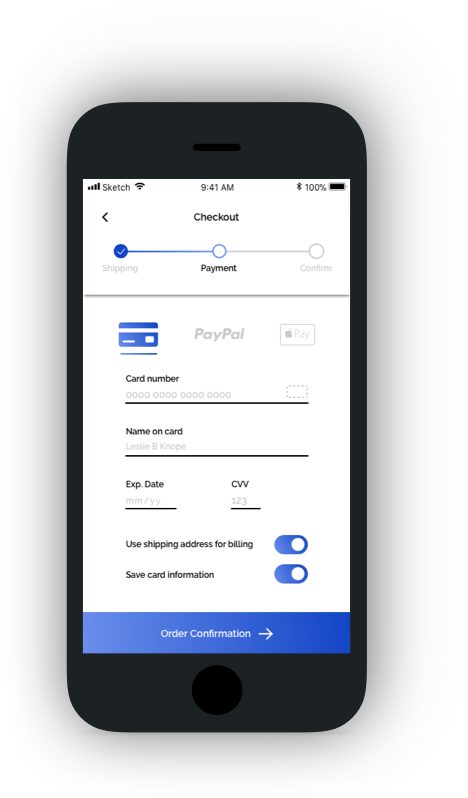 Sketch 9:41 AM 100%
Checkout
Shipping Payment Confirm
PayPal Pay
Card number
0000 0000 0000 0000
Name on card
Leslie B Knope
Exp. Date CVV
mm/yy 123
Use shipping address for billing
Save card information
Order Confirmation